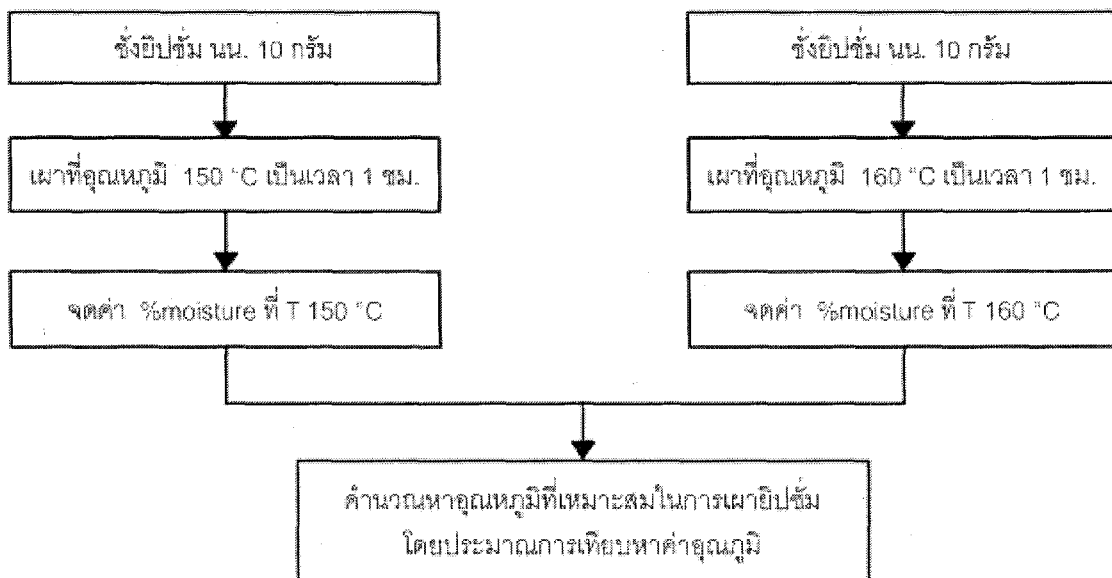 ชั่งยิปซั่ม นน. 10 กรัม
เผาที่อุณหภูมิ 150 °C เป็นเวลา 1 ชม.
จดค่า %moisture ที่ T 150 °C
ชั่งยิปซั่ม นน. 10 กรัม
เผาที่อุณหภูมิ 160 °C เป็นเวลา 1 ชม.
จดค่า %moisture ที่ T 160 °C
คำนวณหาอุณหภูมิที่เหมาะสมในการเผายิปซั่ม
โดยประมาณการเทียบหาค่าอุณภูมิ